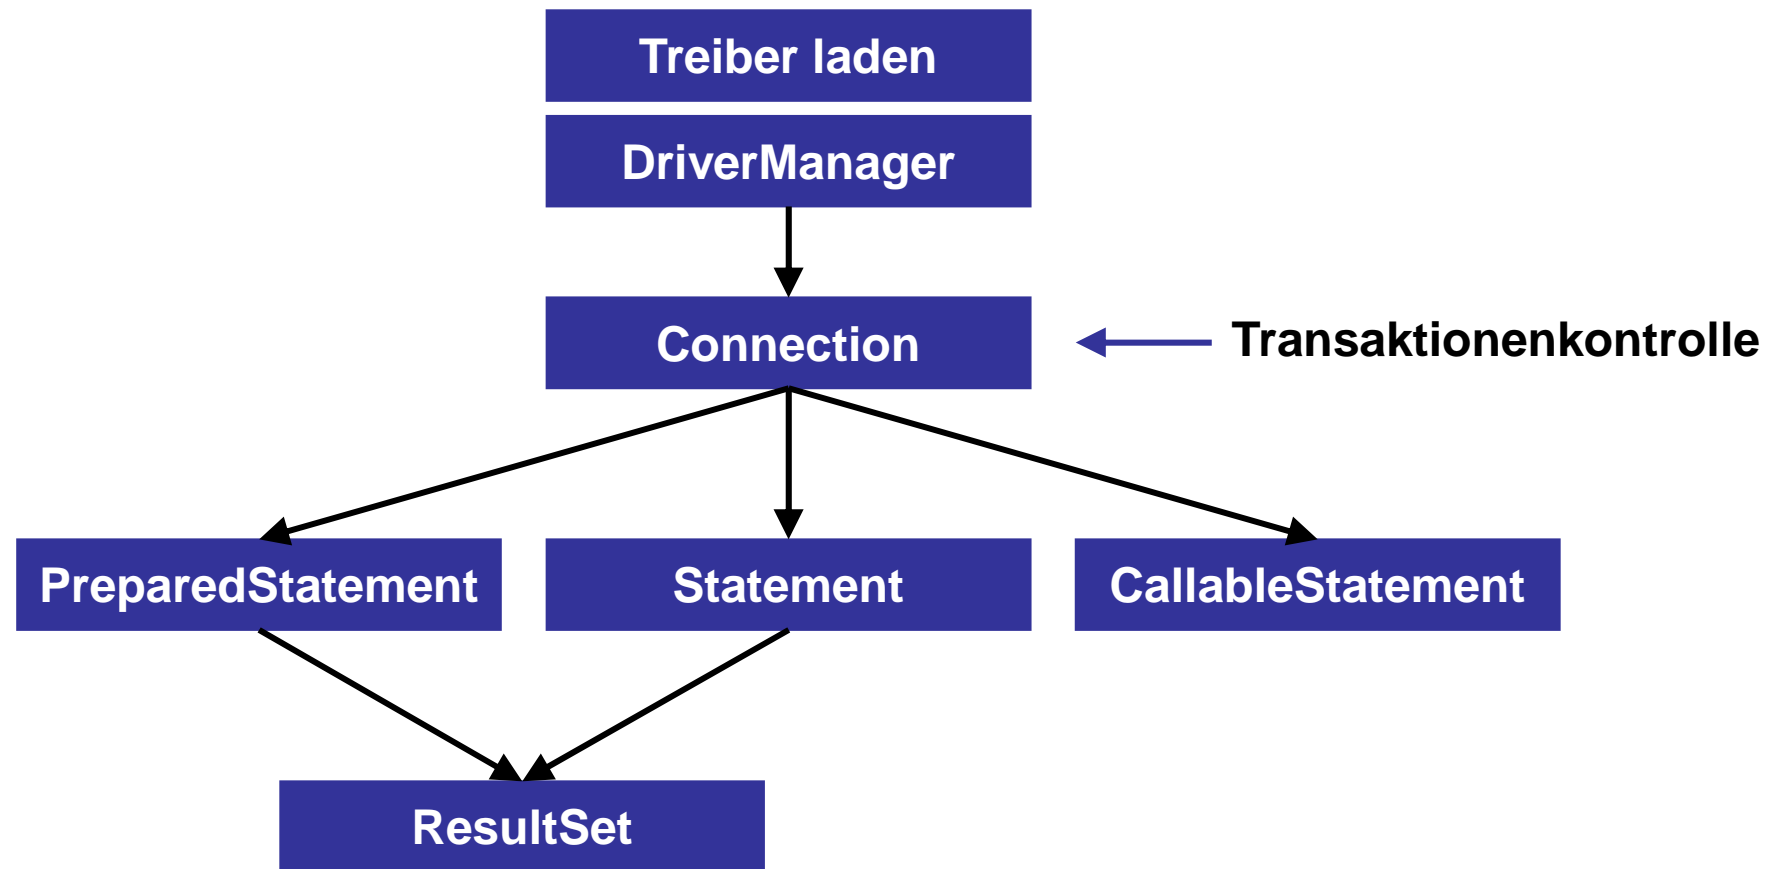 Treiber laden
DriverManager
Connection
Transaktionenkontrolle
PreparedStatement
Statement
CallableStatement
ResultSet